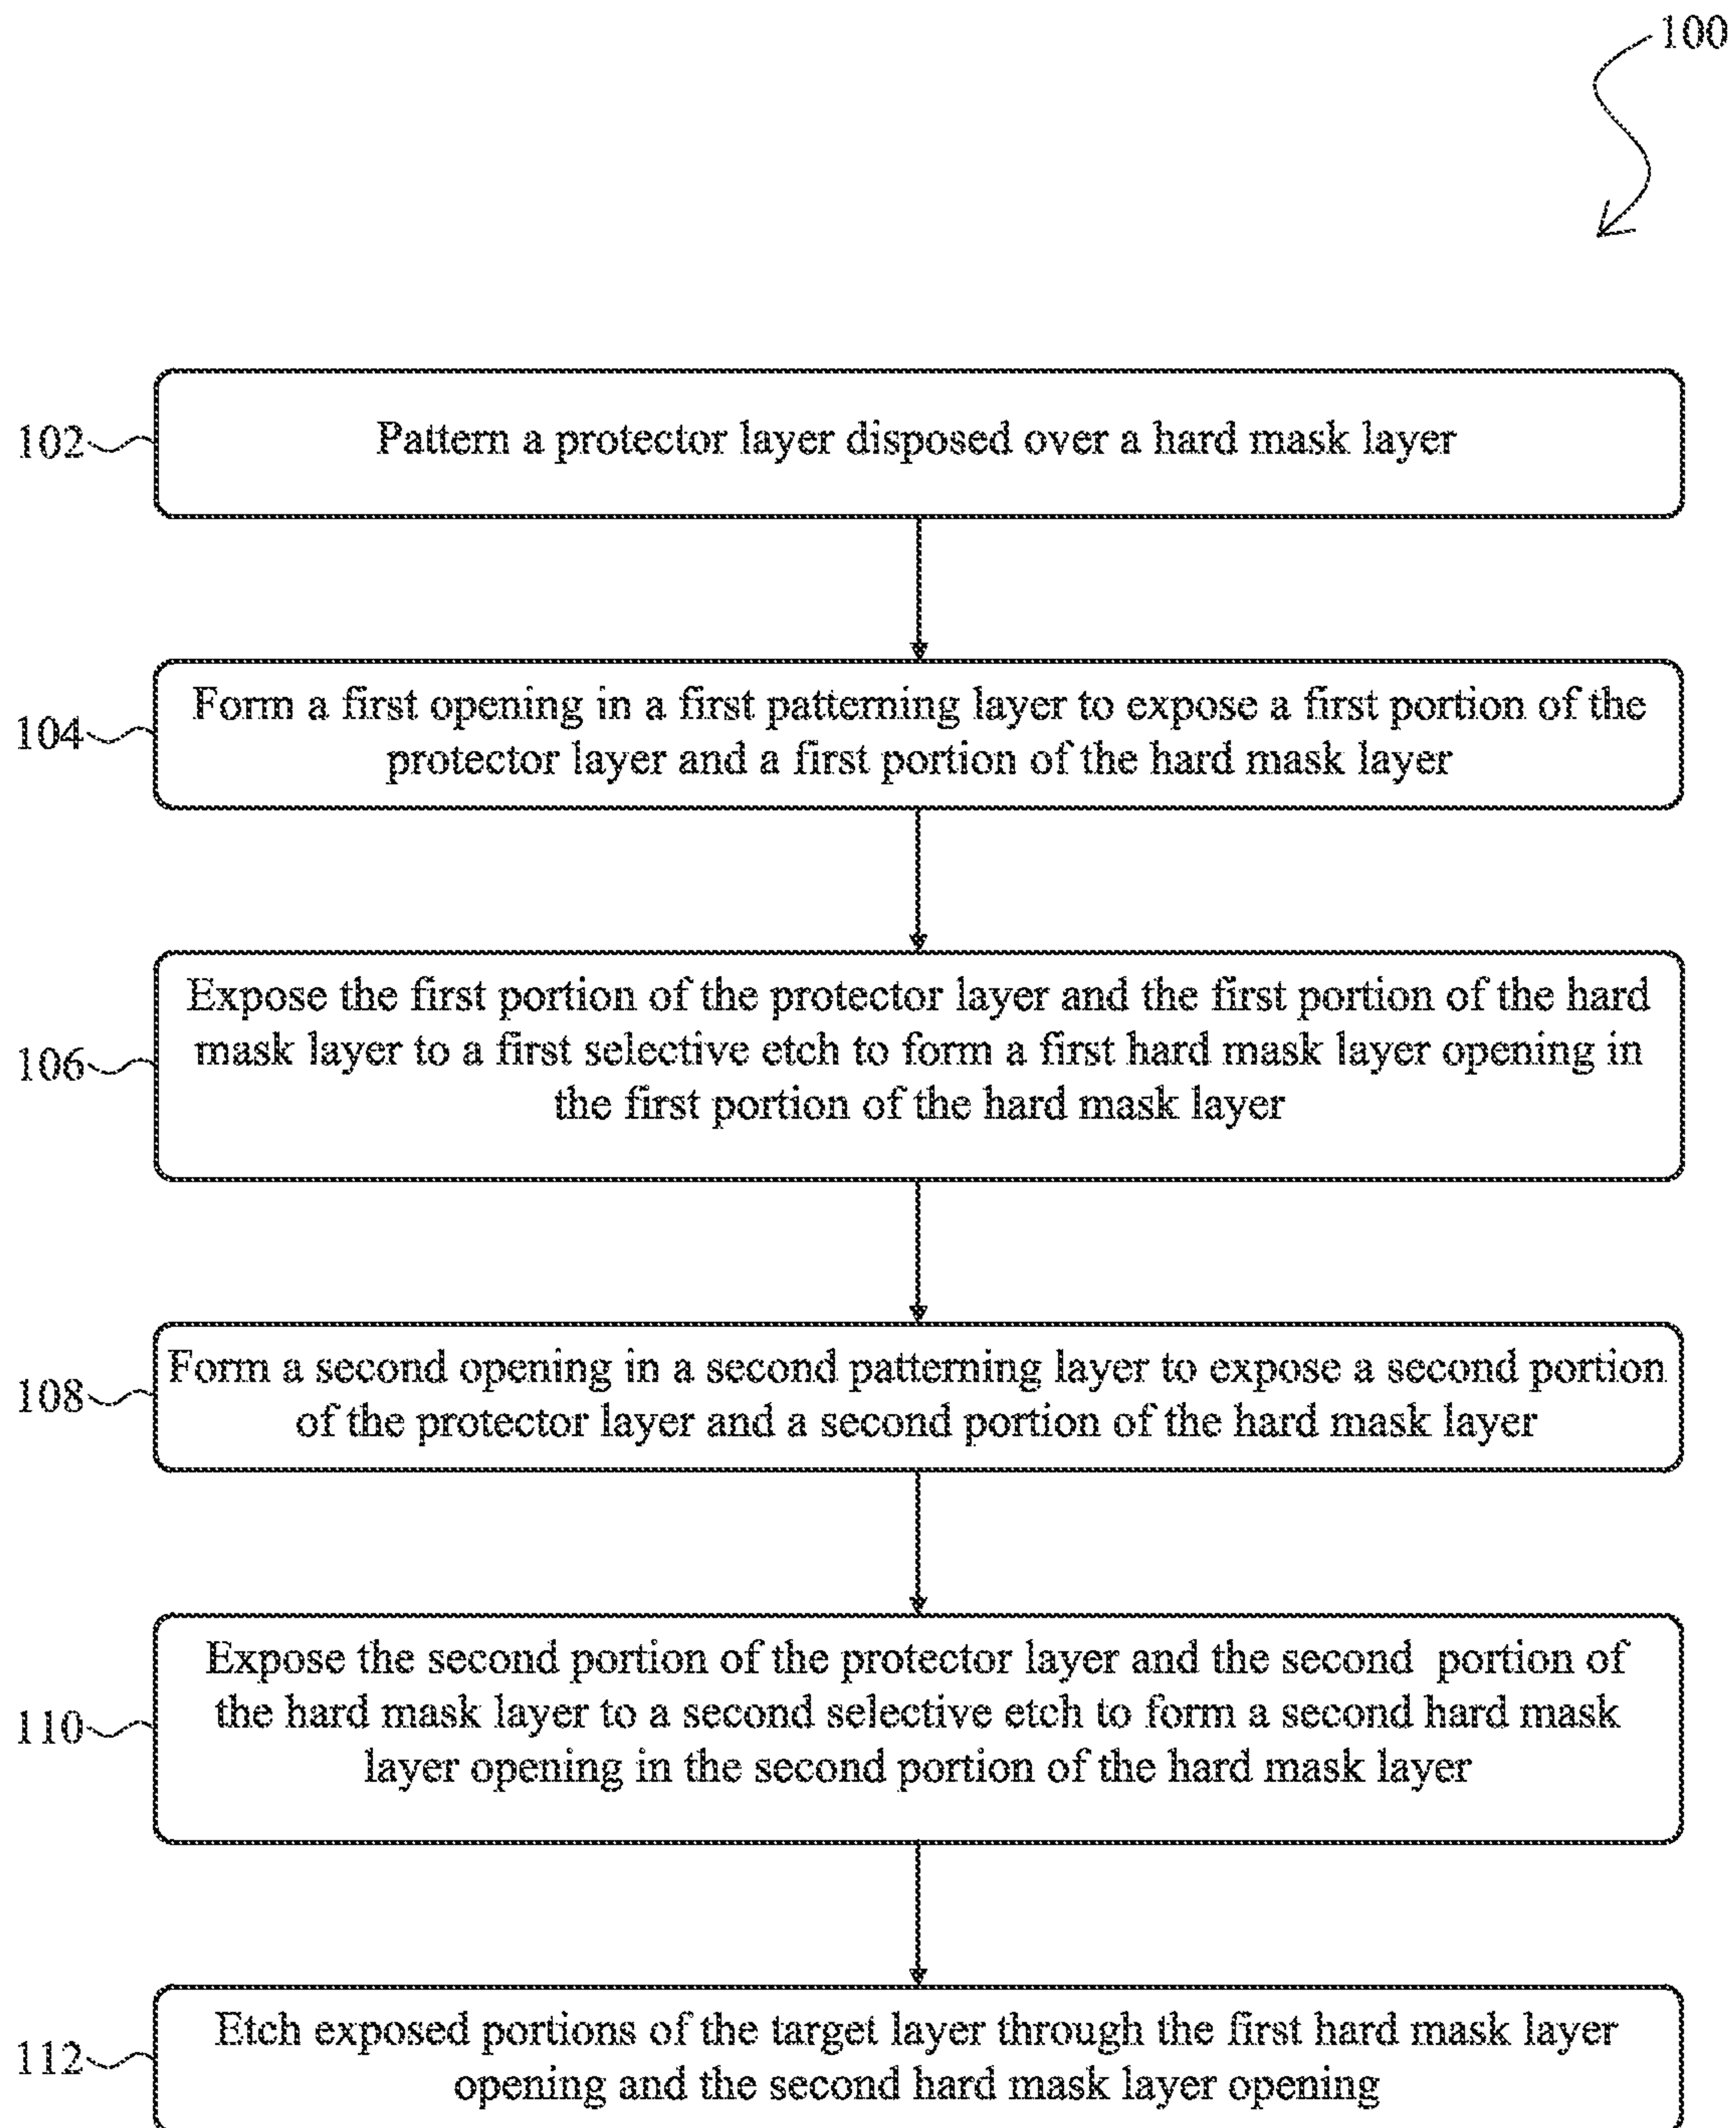 100
102
Pattern a protector layer disposed over a hard mask layer
104
Form a first opening in a first patterning layer to expose a first portion of the
protector layer and a first portion of the hard mask layer
106
Expose the first portion of the protector layer and the first portion of the hard
mask layer to a first selective etch to form a first hard mask layer opening in
the first portion of the hard mask layer
108
Form a second opening in a second patterning layer to expose a second portion
of the protector layer and a second portion of the hard mask layer
110
Expose the second portion of the protector layer and the second portion of
the hard mask layer to a second selective etch to form a second hard mask
layer opening in the second portion of the hard mask layer
112
Etch exposed portions of the target layer through the first hard mask layer
opening and the second hard mask layer opening